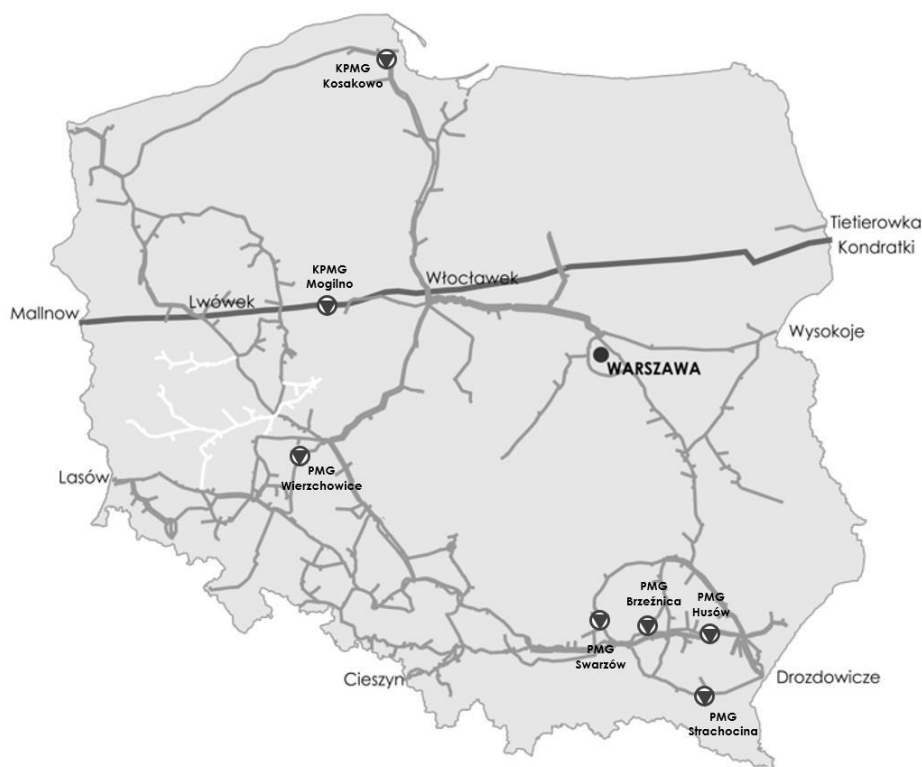 KPMG
Kosakowo
Tietierowka
Kondratki
KPMG
Mogilno
Włocławek
Lwówek
Mallnow
Wysokoje
WARSZAWA
Lasów
PMG
Wierzchowice
PMG
Brzeźnica
PMG
Husów
PMG
Swarzów
Cieszyn
Drozdowicze
PMG
Strachocina